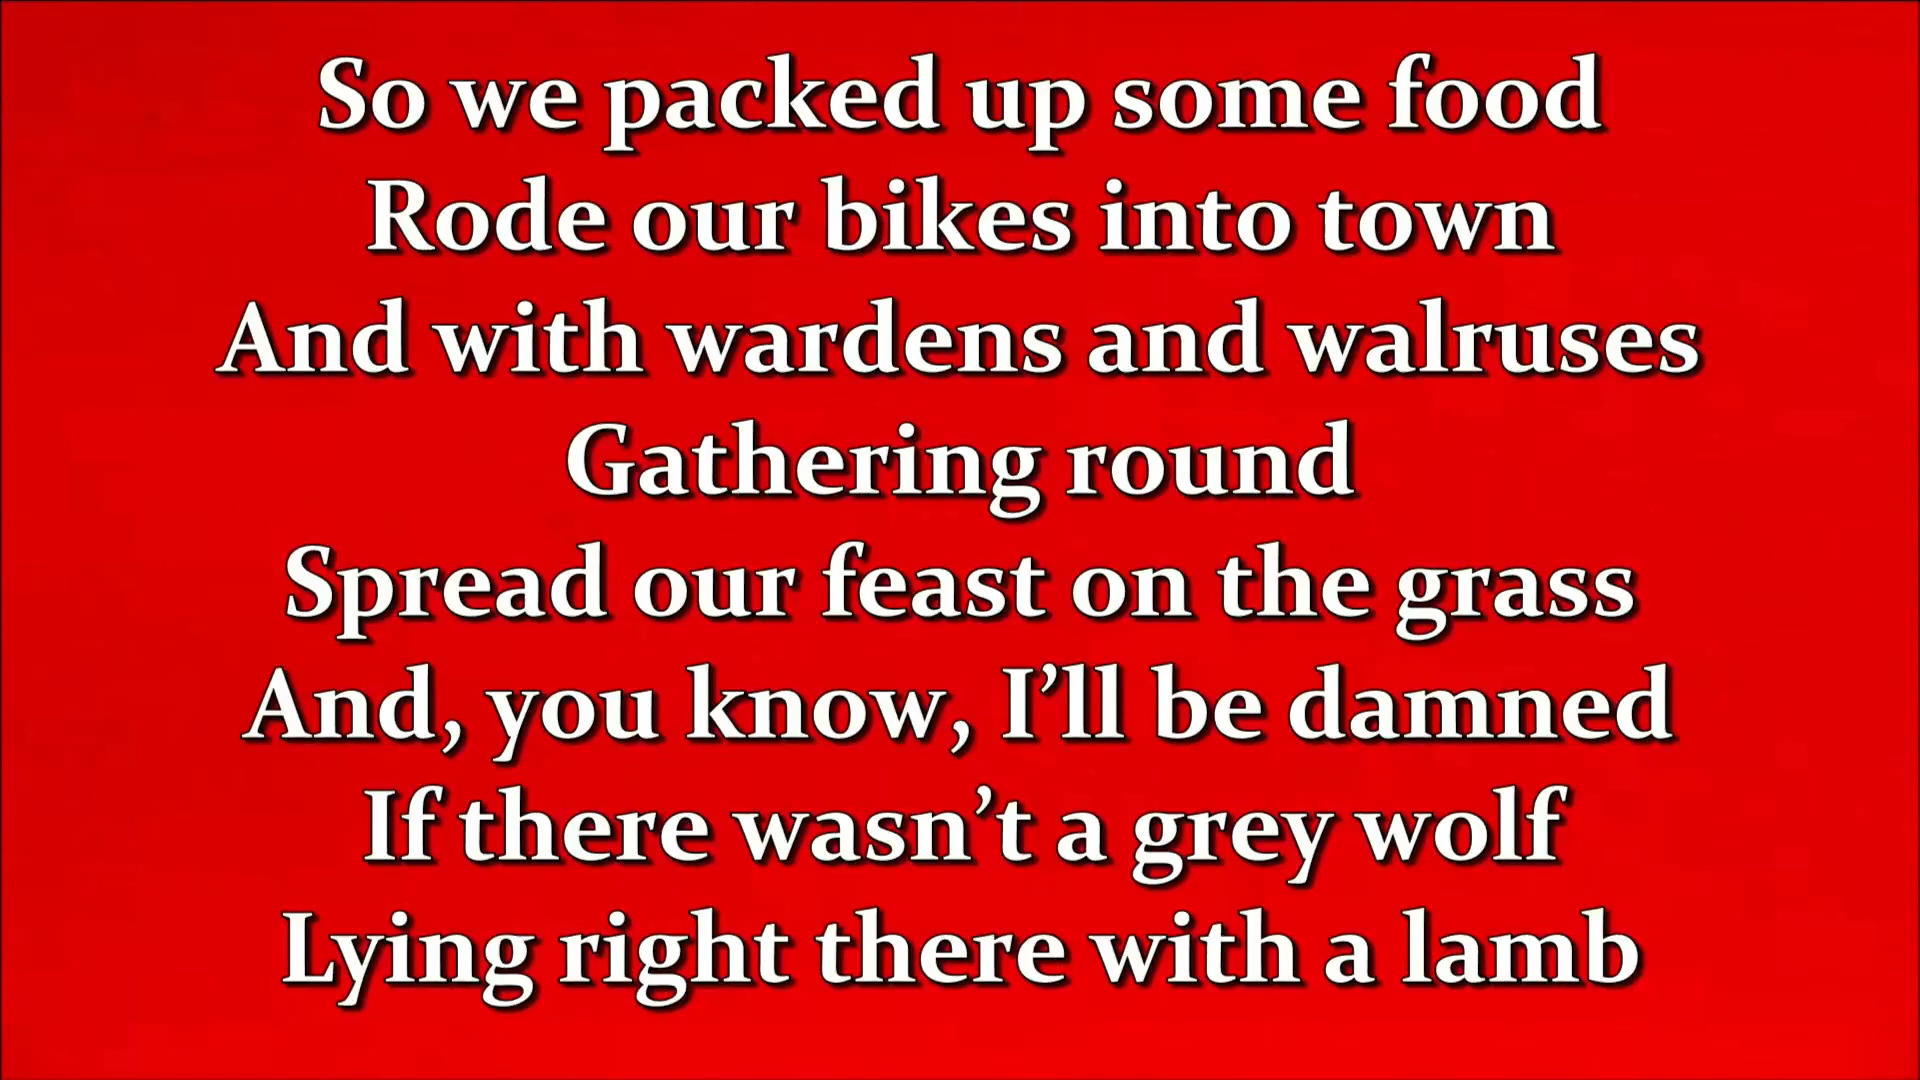 So we packed up some food
Rode our bikes into town
And with wardens and walruses
Gathering round
Spread our feast on the grass
And, you know, I’ll be damned
If there wasn’t a grey wolf
Lying right there with a lamb